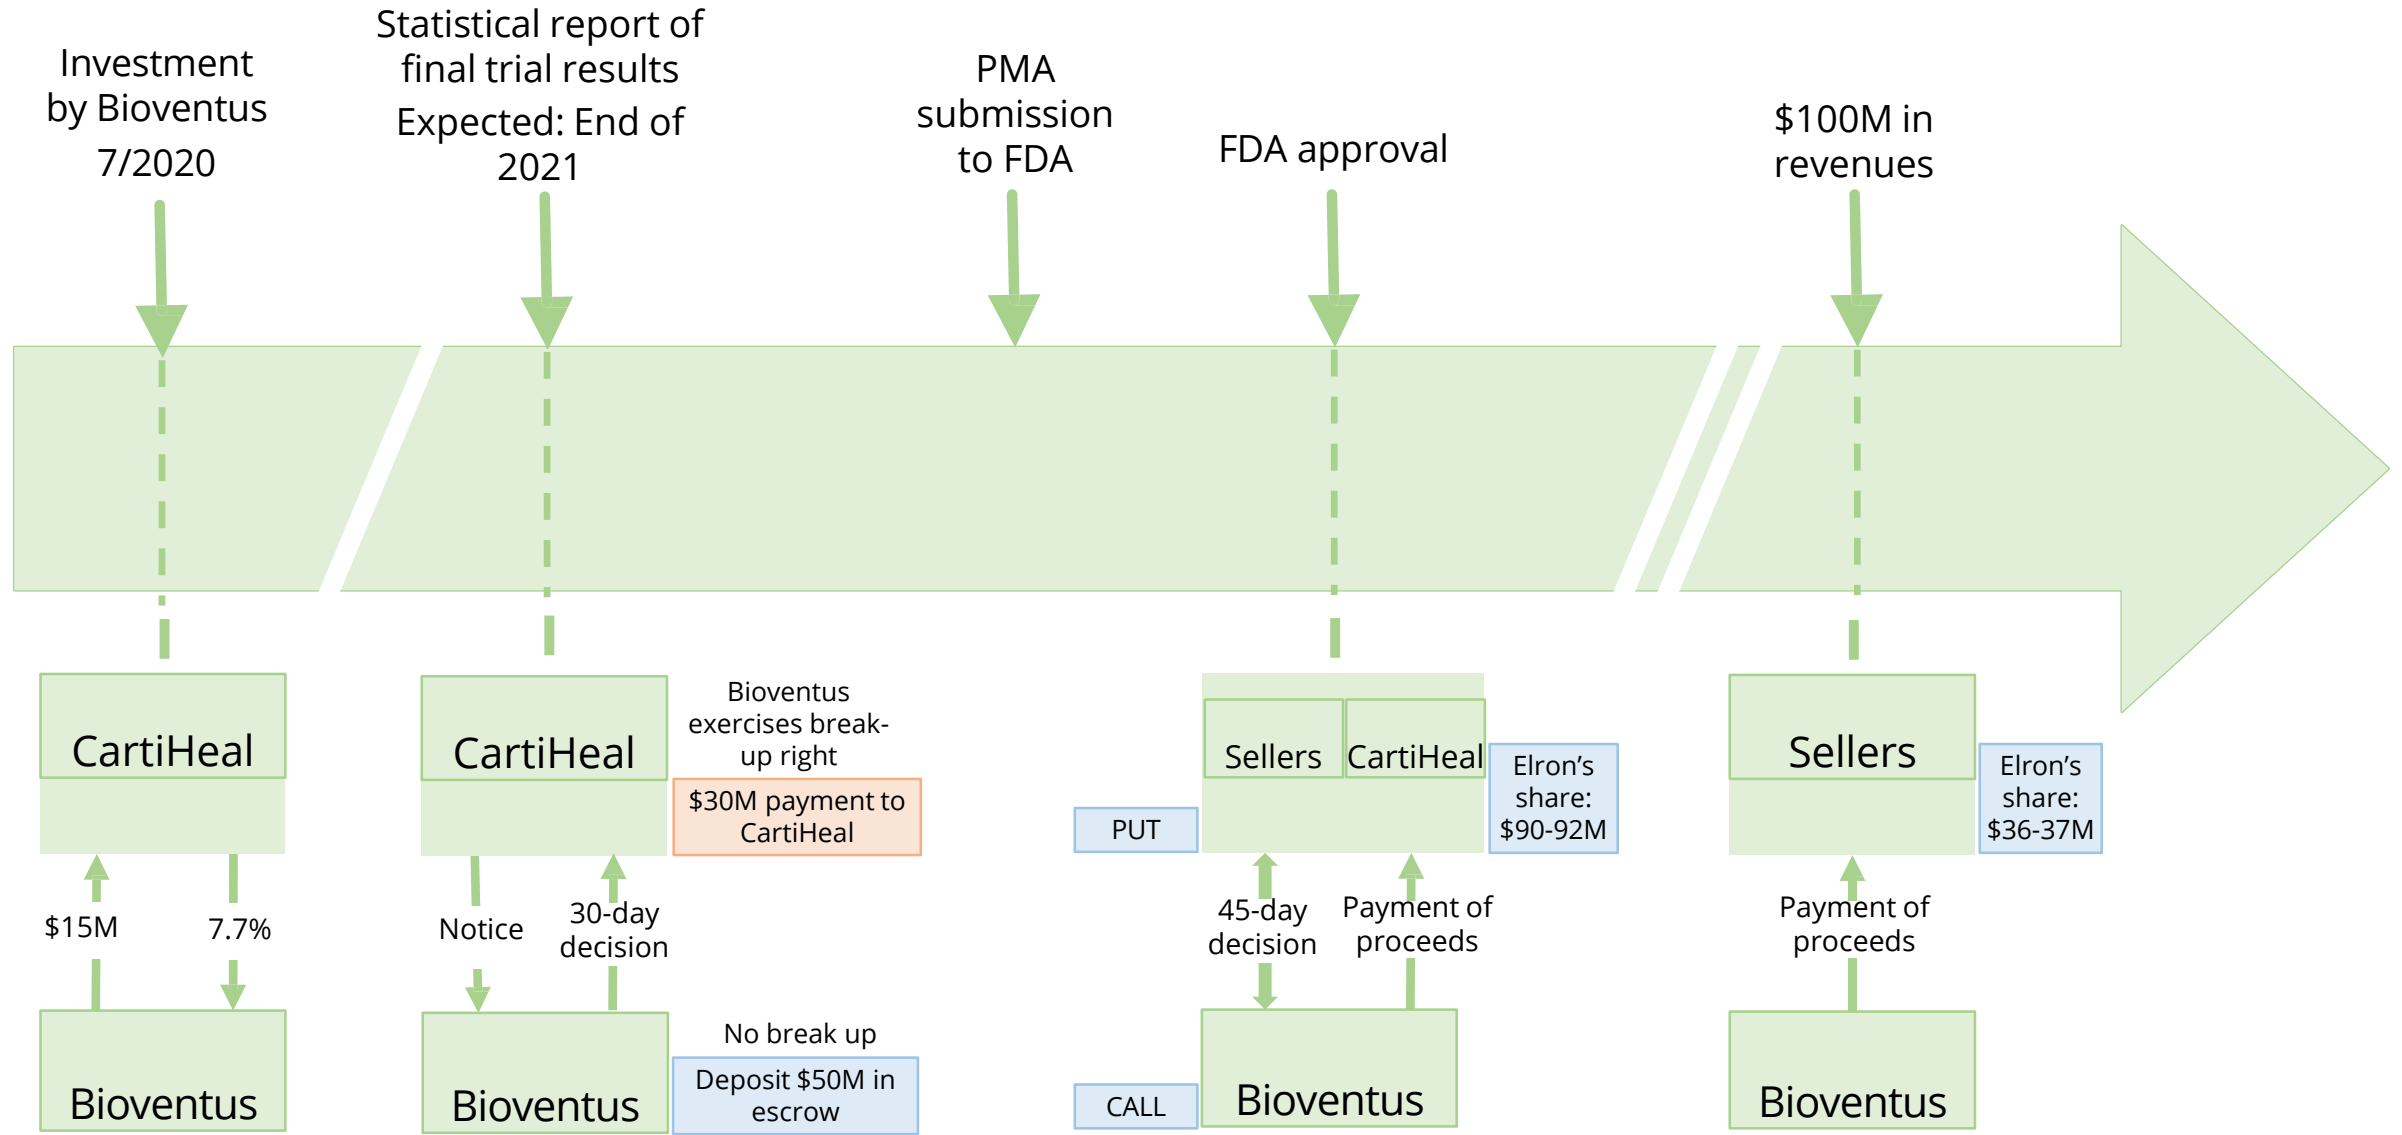 Investment
by Bioventus
7/2020
Statistical report of
final trial results
Expected: End of
2021
PMA
submission
to FDA
FDA approval
$100M in
revenues
CartiHeal
$15M
7.7%
Bioventus
CartiHeal
Bioventus
exercises break-
up right
$30M payment to
CartiHeal
Notice
30-day
decision
Bioventus
No break up
Deposit $50M in
escrow
PUT
Sellers
CartiHeal
Elron’s
share:
$90-92M
45-day
decision
Payment of
proceeds
CALL
Bioventus
Sellers
Elron’s
share:
$36-37M
Payment of
proceeds
Bioventus